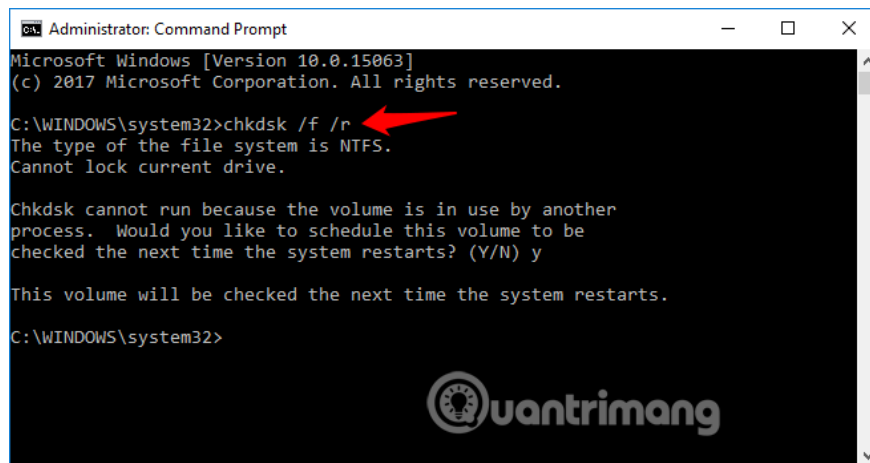 Administrator: Command Prompt
Microsoft Windows [Version 10.0.15063]
(c) 2017 Microsoft Corporation. All rights reserved.
C:\WINDOWS\system32>chkdsk /f /r
The type of the file system is NTFS.
Cannot lock current drive.
Chkdsk cannot run because the volume is in use by another
process.  Would you like to schedule this volume to be
checked the next time the system restarts? (Y/N) y
This volume will be checked the next time the system restarts.
C:\WINDOWS\system32>
Quantrimang